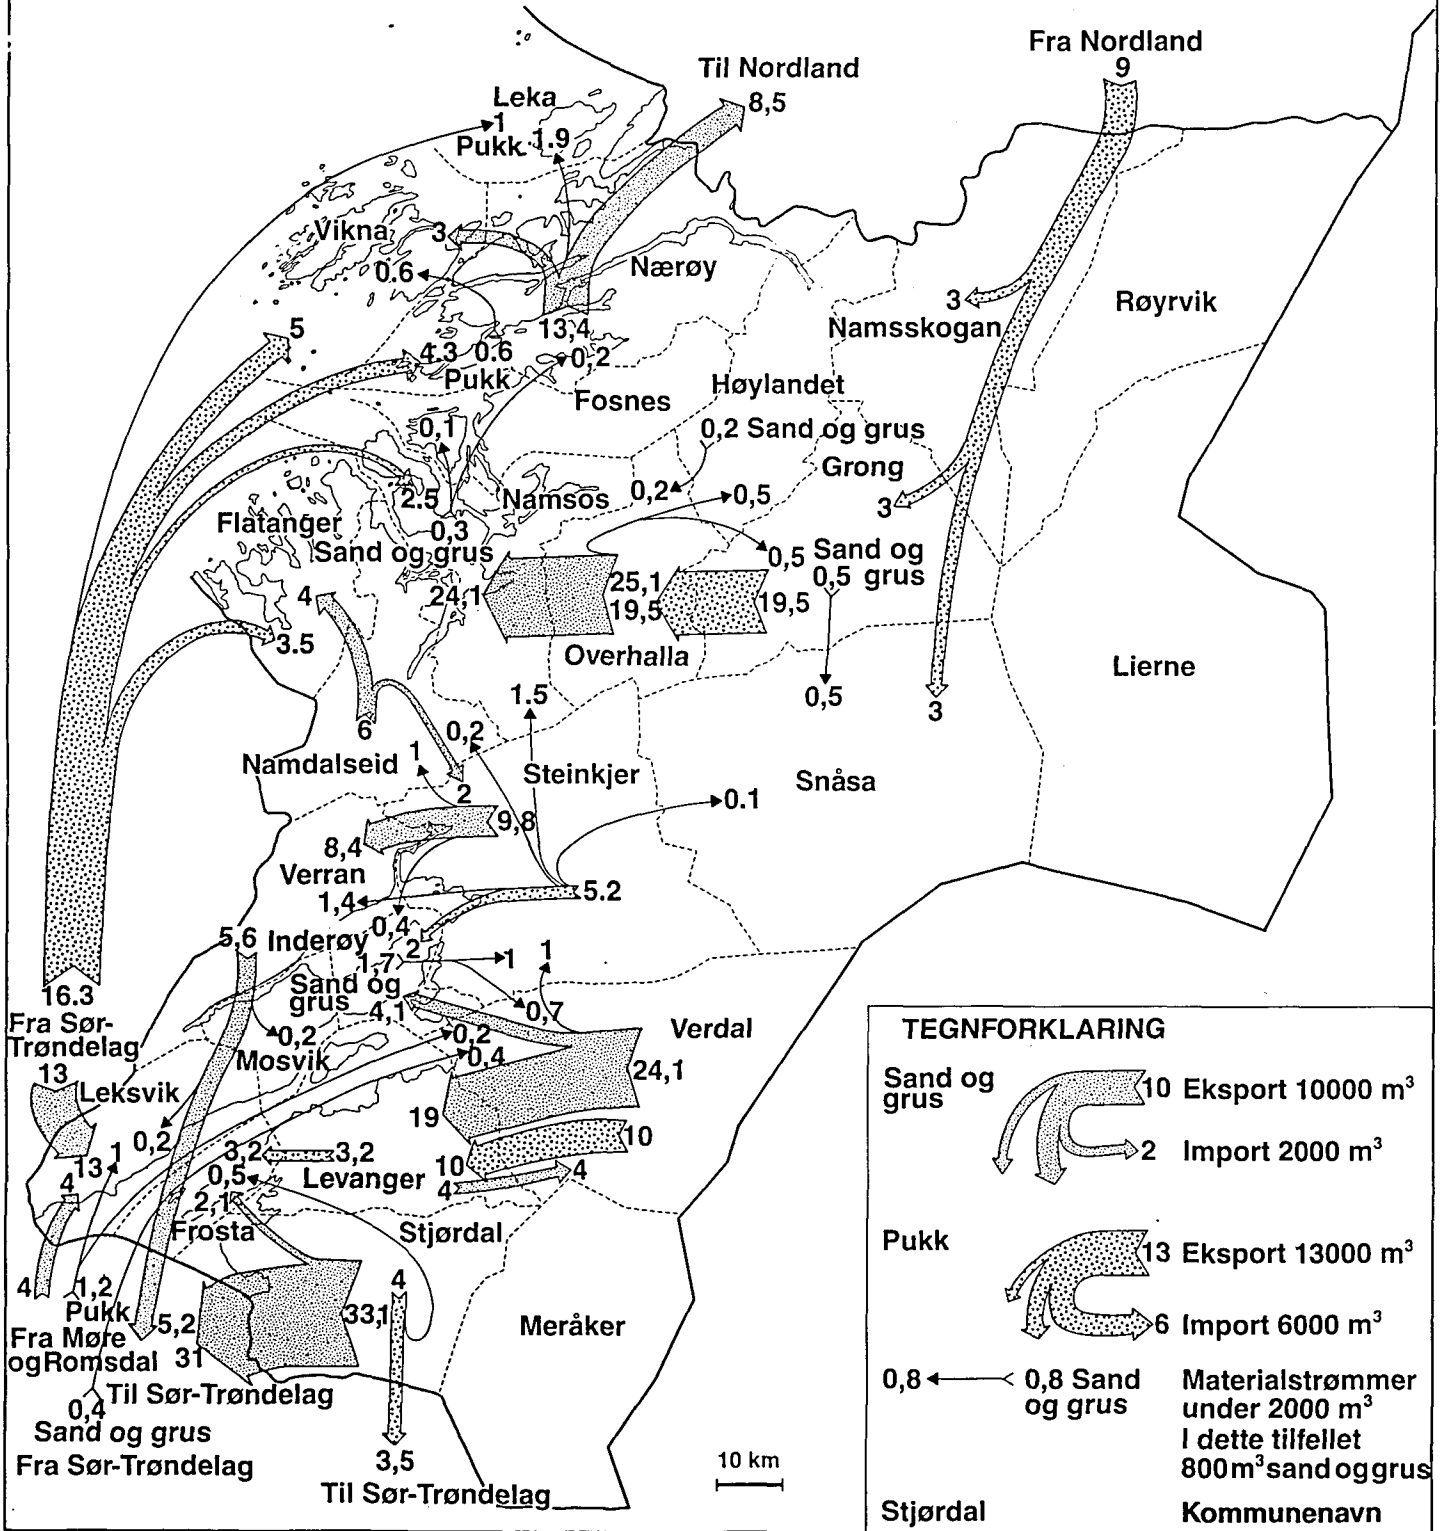 Fra Nordland
9
Til Nordland
8,5
Leka
1
Pukk 1.9
Vikna 3
0.6
Nærøy
3
Namsskogan
Røyrvik
5
13,4
4.3 0.6
Pukk
0,2
Fosnes
Høylandet
0,2 Sand og grus
Grong
0,1
2.5
Namsos
0,2
0,5
3
Flatanger
0,3
Sand og grus
0,5
Sand og
0,5 grus
4
24,1
25,1
19,5
19,5
3.5
Overhalla
Lierne
0,5
3
1.5
6
0,2
Namdalseid
1
Steinkjer
Snåsa
2
0.1
9,8
8,4
Verran
1,4
5.2
0,4
5,6
Inderøy
2
1,7
1
1
Sand og
grus
4,1
0,7
16.3
Fra Sør-
Trøndelag
0,2
Mosvik
0,2
0,4
Verdal
24,1
13
Leksvik
19
0,2
1
13
3,2
3,2
10
10
0,5
Levanger
4
4
4
2,1
Frosta
Stjørdal
4
1,2
Pukk
4
33,1
5,2
Meråker
Fra Møre
og Romsdal
31
Til Sør-Trøndelag
0,4
Sand og grus
Fra Sør-Trøndelag
3,5
Til Sør-Trøndelag
10 km
TEGNFORKLARING
Sand og
grus
10 Eksport 10000 m³
2 Import 2000 m³
Pukk
13 Eksport 13000 m³
6 Import 6000 m³
0,8 0,8 Sand
og grus
Materialstrømmer
under 2000 m³
I dette tilfellet
800 m³ sand og grus
Stjørdal Kommunenavn